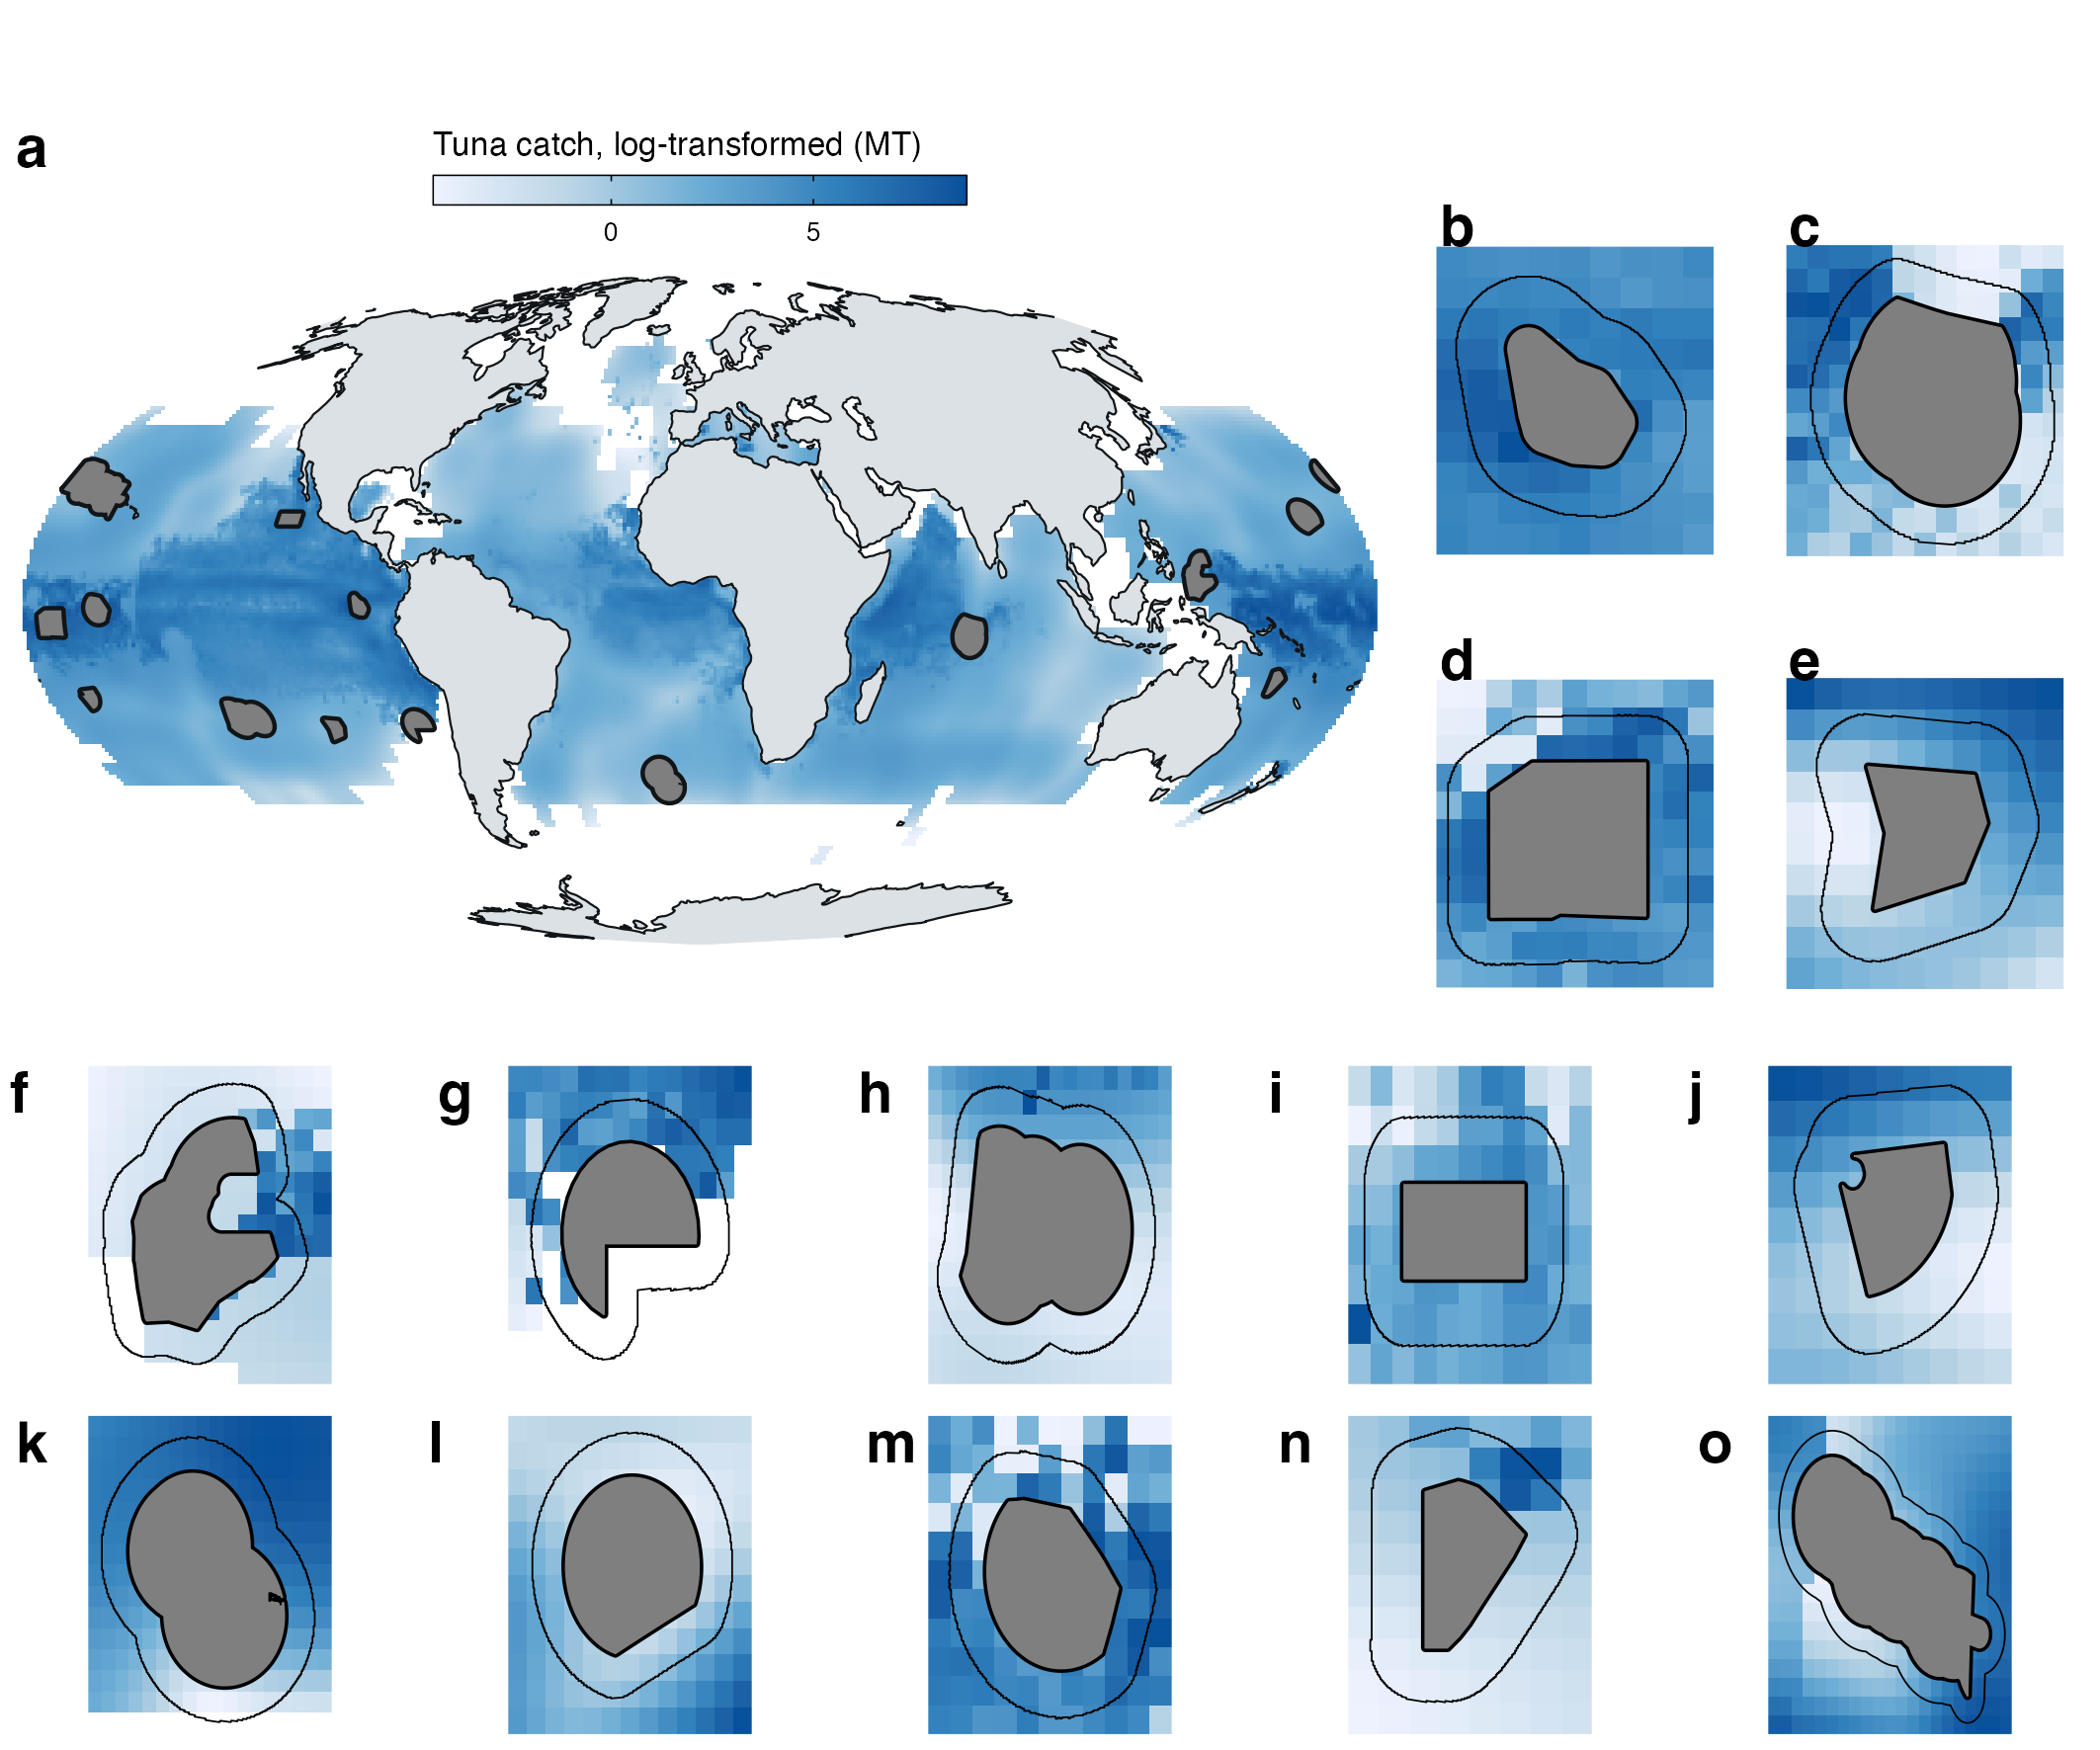 a
Tuna catch, log-transformed (MT)
0 5
b
c
d
e
f
g
h
i
j
k
l
m
n
o